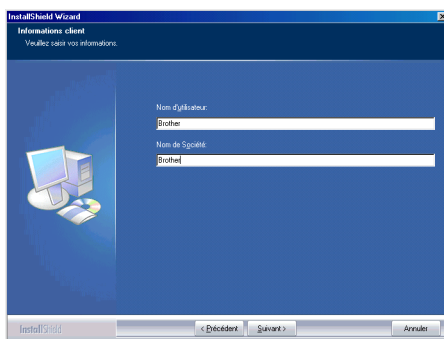 InstallShield Wizard
Informations client
Veuillez saisir vos informations.
Nom d'utilisateur:
Brother
Nom de Société:
Brother
InstallShield
< Précédent
Suivant >
Annuler